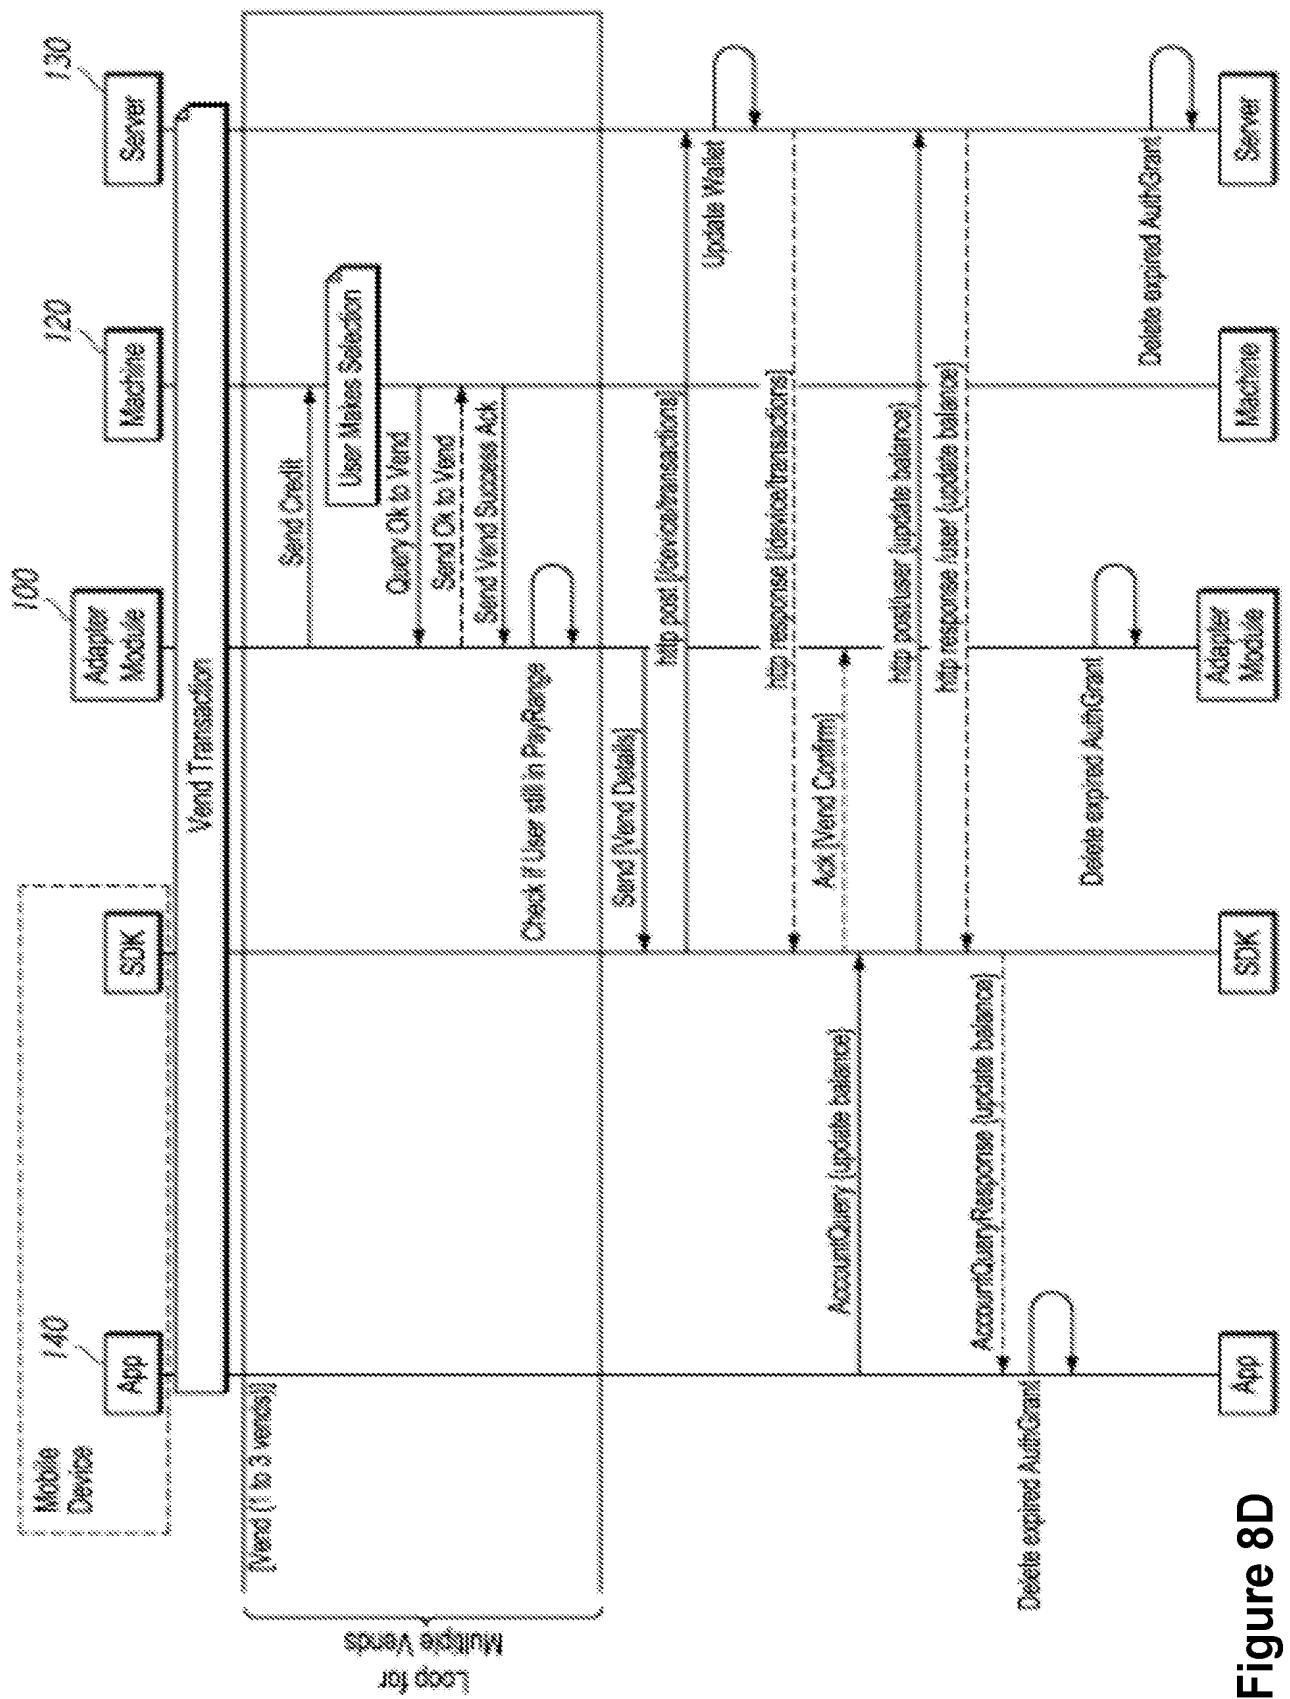 Mobile
Device
140
100
120
130
App
SDK
Adapter
Module
Machine
Server
Vend Transaction
[Vend {1 to 3 vends}]
Loop for
Multiple Vends
Send Credit
User Makes Selection
Query Ok to Vend
Send Ok to Vend
Send Vend Success Ack
Check if User still in PayRange
Send [Vend Details]
http post [/device/transactions]
Update Wallet
http response [/device/transactions]
Ack [Vend Confirm]
AccountQuery {update balance}
http post/user {update balance}
http response /user {update balance}
AccountQueryResponse {update balance}
Delete expired AuthGrant
Delete expired AuthGrant
Delete expired AuthGrant
App
SDK
Adapter
Module
Machine
Server
Figure 8D